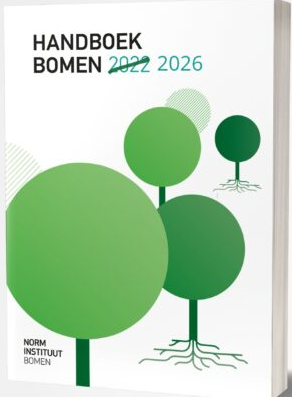 HANDBOEK
BOMEN 2022 2026
NORM
INSTITUUT
BOMEN